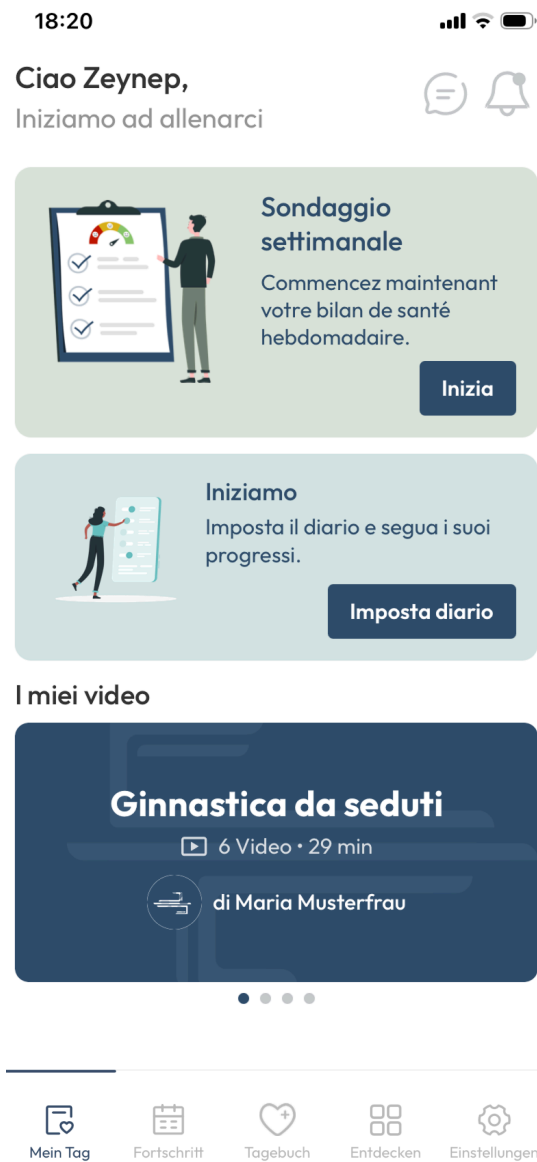 18:20
Ciao Zeynep,
Iniziamo ad allenarci
Sondaggio
settimanale
Commencez maintenant
votre bilan de santé
hebdomadaire.
Inizia
Iniziamo
Imposta il diario e segua i suoi
progressi.
Imposta diario
I miei video
Ginnastica da seduti
6 Video • 29 min
di Maria Musterfrau
Mein Tag
Fortschritt
Tagebuch
Entdecken
Einstellungen